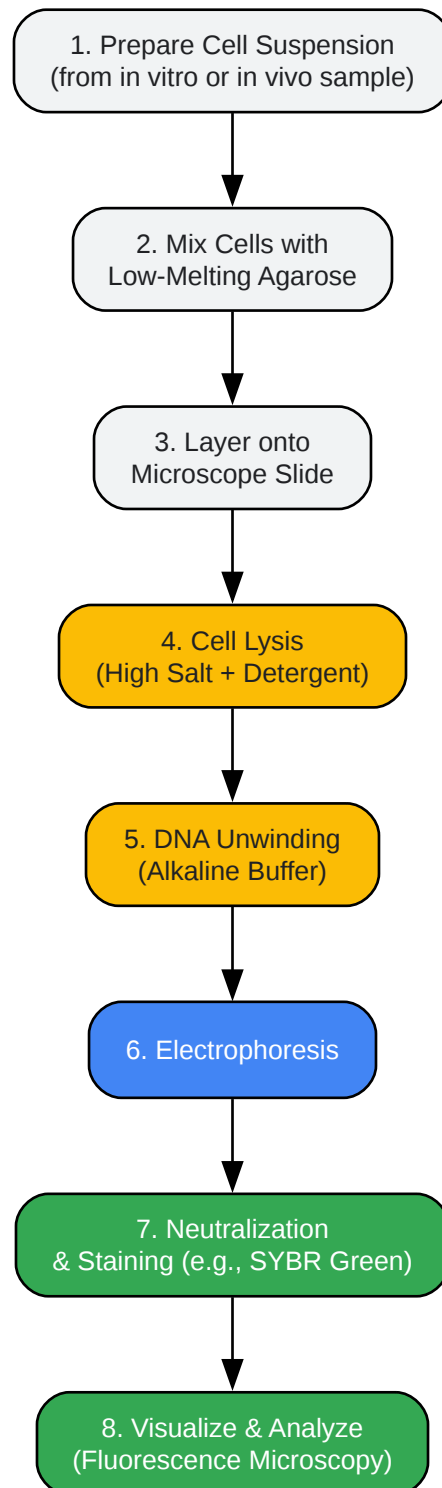 1. Prepare Cell Suspension
(from in vitro or in vivo sample)
2. Mix Cells with
Low-Melting Agarose
3. Layer onto
Microscope Slide
4. Cell Lysis
(High Salt + Detergent)
5. DNA Unwinding
(Alkaline Buffer)
6. Electrophoresis
7. Neutralization
& Staining (e.g., SYBR Green)
8. Visualize & Analyze
(Fluorescence Microscopy)